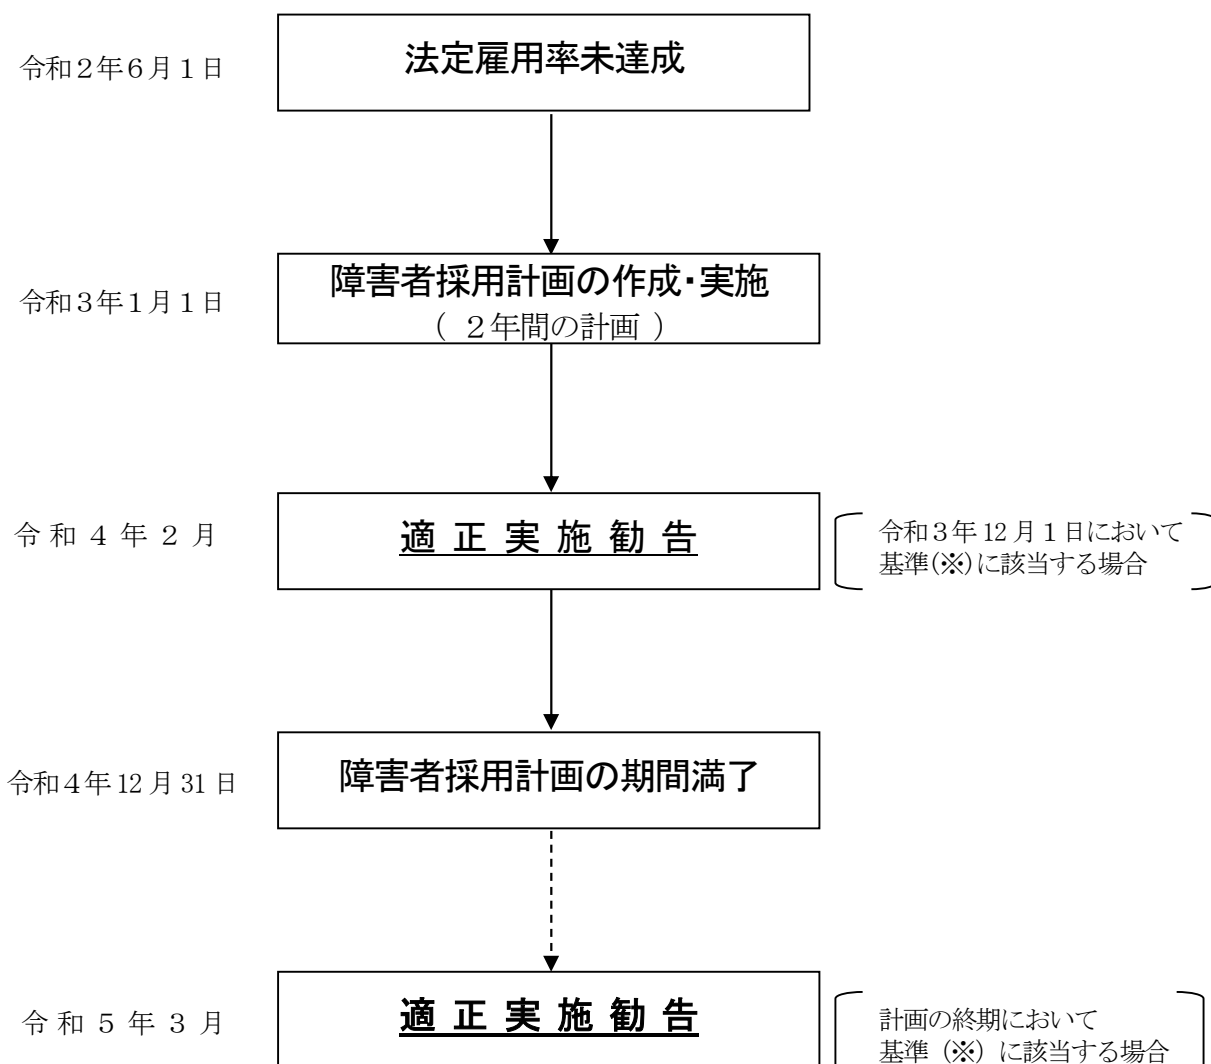 令和２年６月１日
法定雇用率未達成
令和３年１月１日
障害者採用計画の作成・実施
（ ２年間の計画 ）
令和４年２月
適正実施勧告
令和３年12月１日において
基準(※)に該当する場合
令和４年12月31日
障害者採用計画の期間満了
令和５年３月
適正実施勧告
計画の終期において
基準（※）に該当する場合